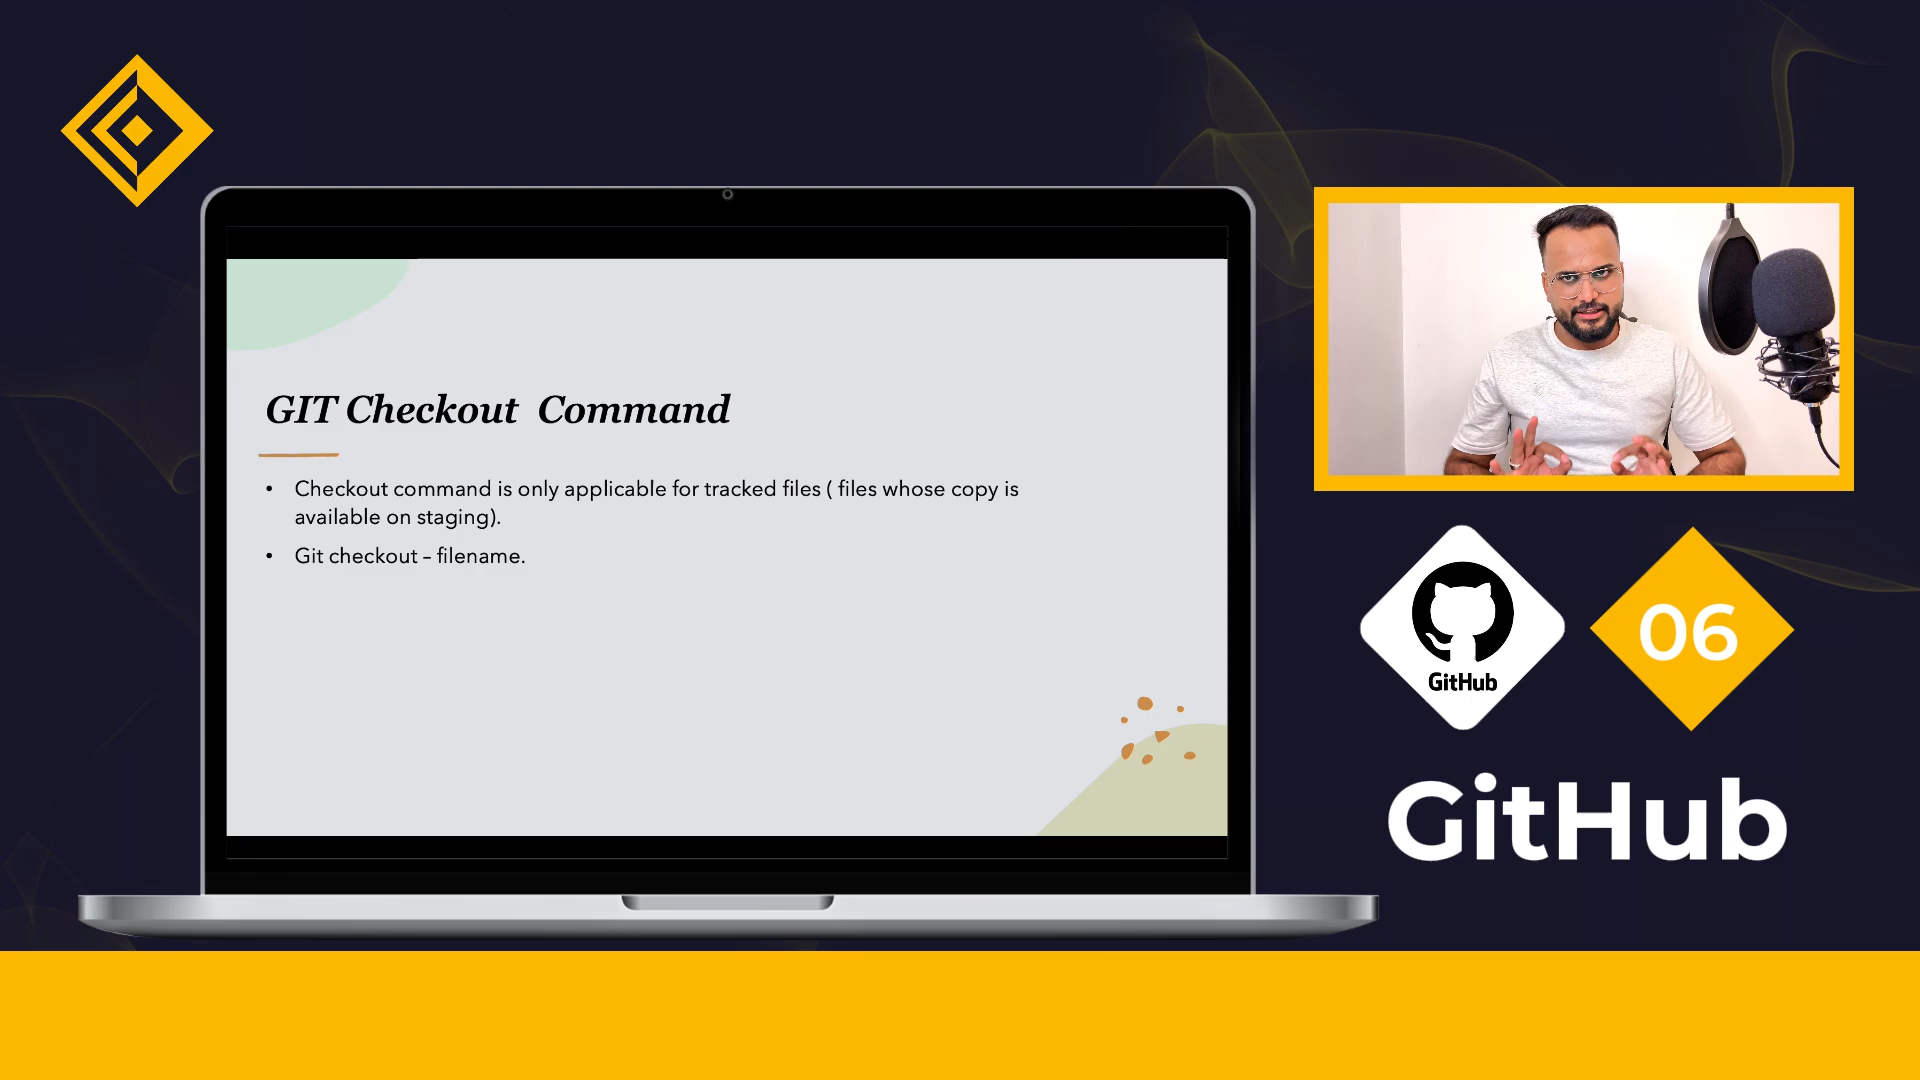 GIT Checkout  Command
• Checkout command is only applicable for tracked files ( files whose copy is
available on staging).
• Git checkout – filename.
GitHub
06
GitHub